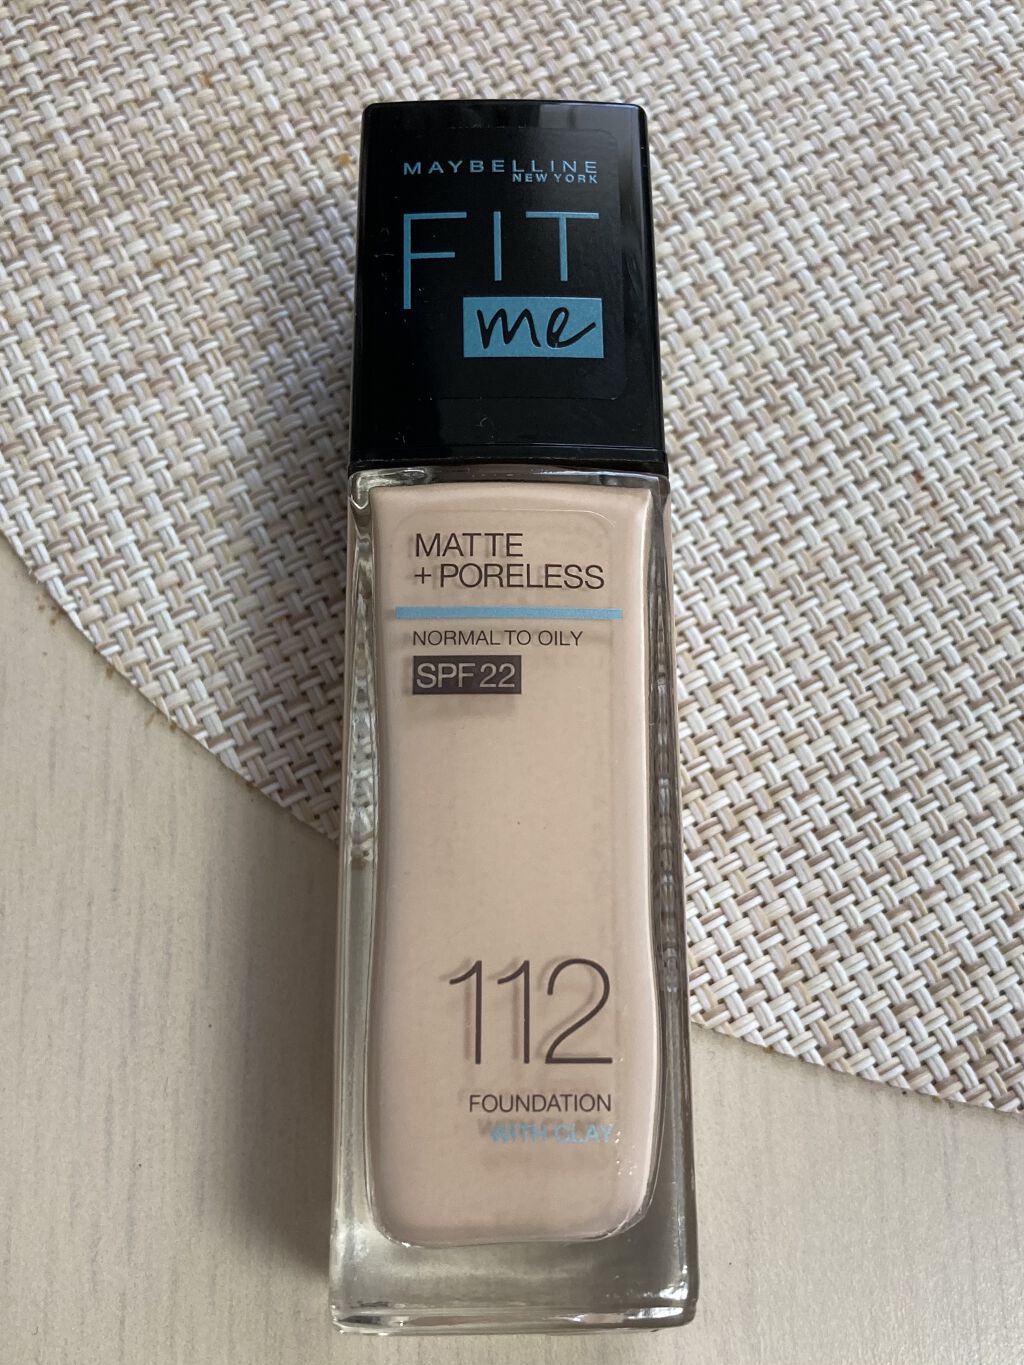 MAYBELLINE
NEW YORK
FIT
me
MATTE
+ PORELESS
NORMAL TO OILY
SPF 22
112
FOUNDATION
WITH CLAY